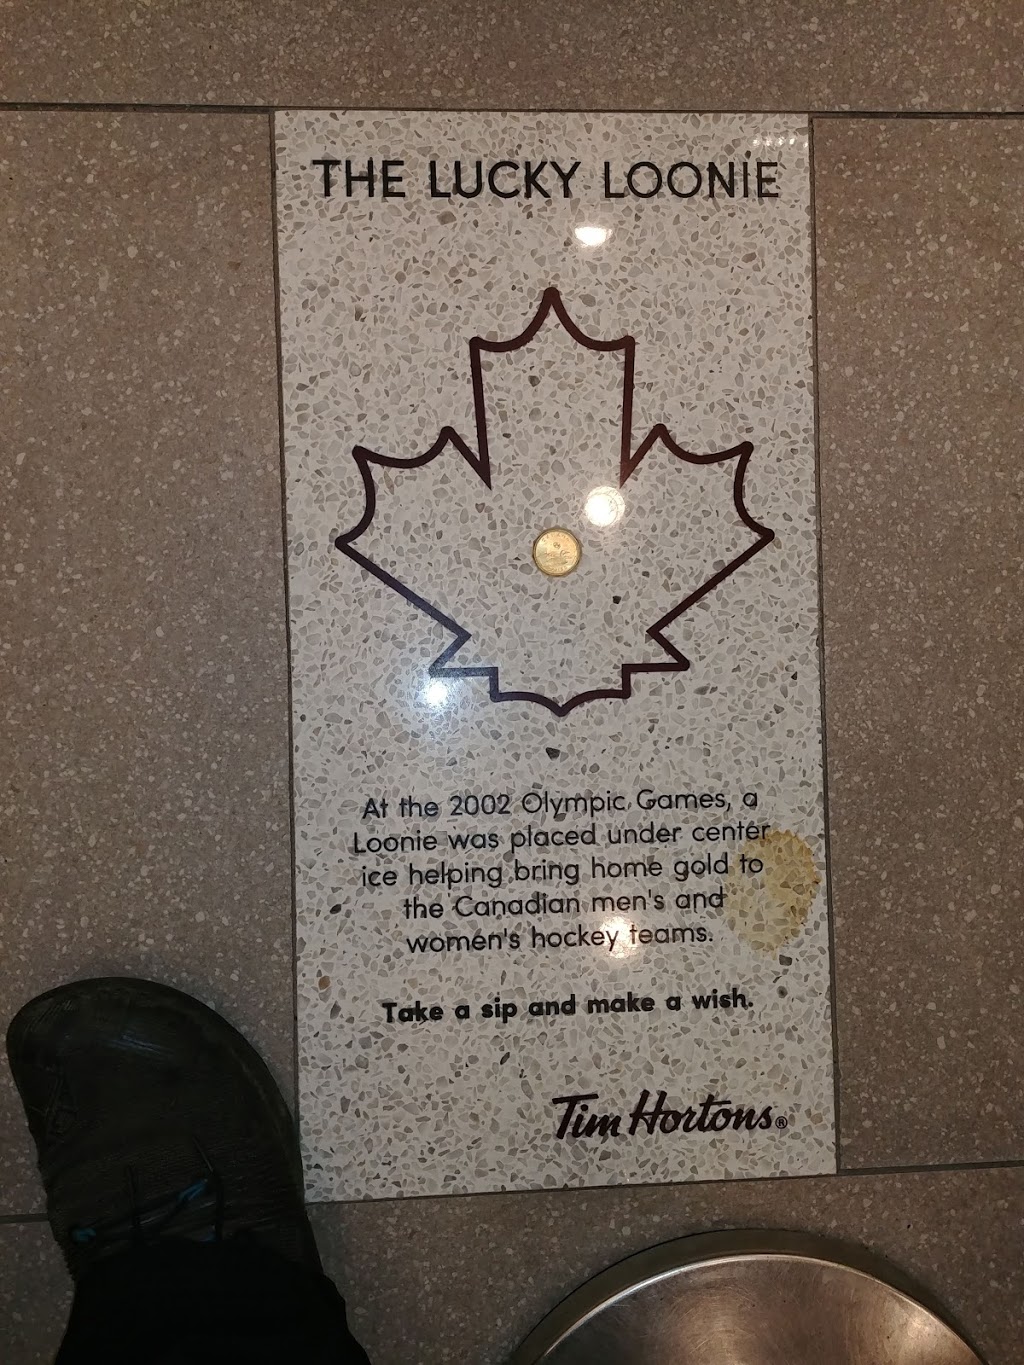 THE LUCKY LOONIE
At the 2002 Olympic Games, a
Loonie was placed under center
ice helping bring home gold to
the Canadian men's and
women's hockey teams.
Take a sip and make a wish.
Tim Hortons®